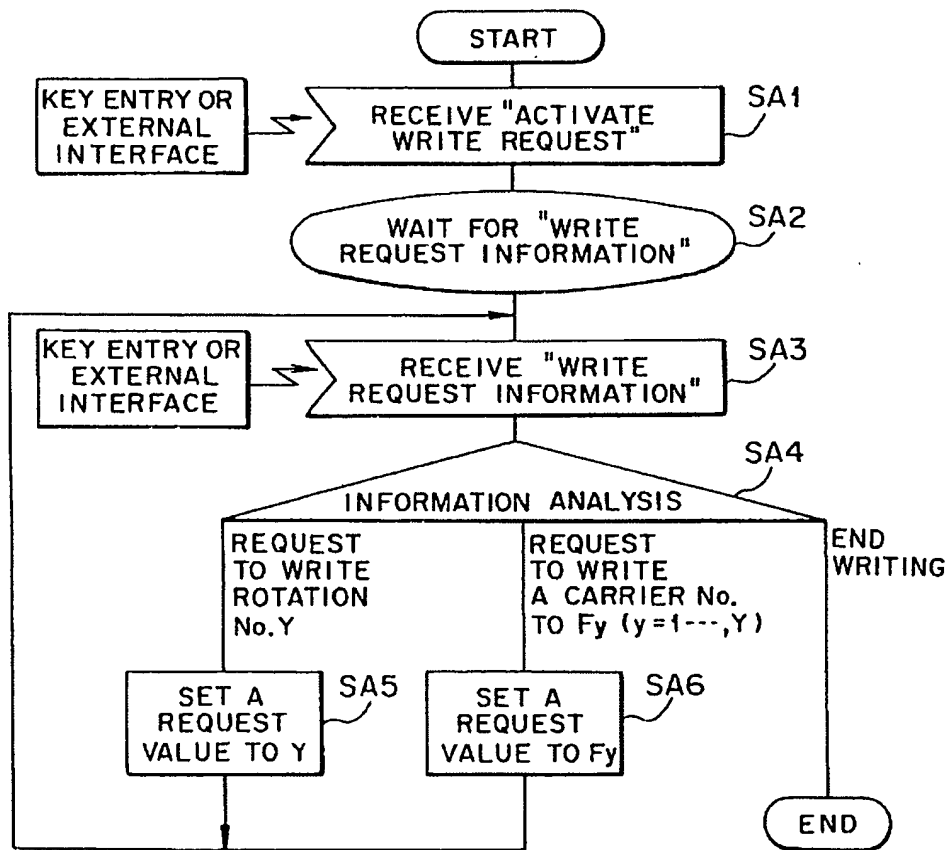 START
KEY ENTRY OR
EXTERNAL
INTERFACE
RECEIVE "ACTIVATE
WRITE REQUEST"
SA1
WAIT FOR "WRITE
REQUEST INFORMATION"
SA2
KEY ENTRY OR
EXTERNAL
INTERFACE
RECEIVE "WRITE
REQUEST INFORMATION"
SA3
SA4
INFORMATION ANALYSIS
REQUEST
TO WRITE
ROTATION
No.Y
REQUEST
TO WRITE
A CARRIER No.
TO Fy (y=1---,Y)
END
WRITING
SET A
REQUEST
VALUE TO Y
SA5
SET A
REQUEST
VALUE TO Fy
SA6
END